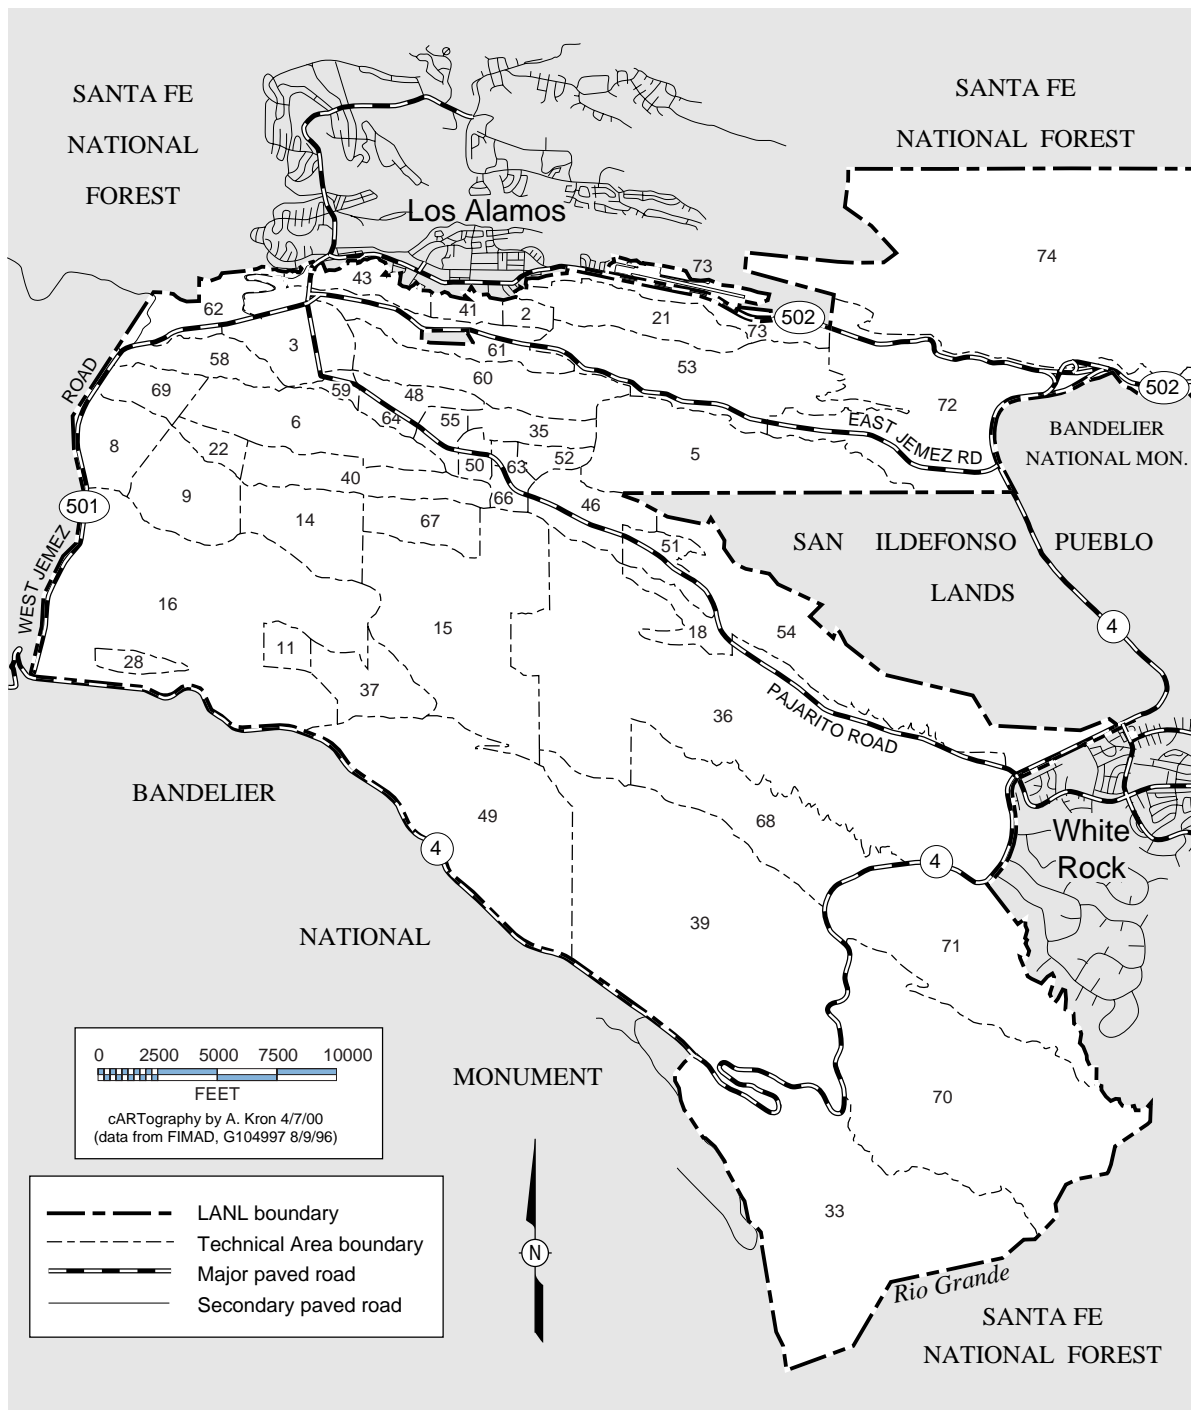 SANTA FE
NATIONAL
FOREST
SANTA FE
NATIONAL FOREST
Los Alamos
74
73
43
62
41
2
21
73
502
3
61
53
58
60
ROAD
69
59
48
502
72
6
64
55
35
EAST JEMEZ RD
BANDELIER
NATIONAL MON.
8
22
50
63
52
5
40
9
66
46
501
14
67
51
SAN ILDEFONSO PUEBLO
LANDS
WEST JEMEZ
16
15
18
54
4
11
28
37
36
PAJARITO ROAD
BANDELIER
49
68
White
Rock
4
4
39
NATIONAL
71
0 2500 5000 7500 10000
FEET
cARTography by A. Kron 4/7/00
(data from FIMAD, G104997 8/9/96)
MONUMENT
70
33
LANL boundary
Technical Area boundary
Major paved road
Secondary paved road
N
Rio Grande
SANTA FE
NATIONAL FOREST